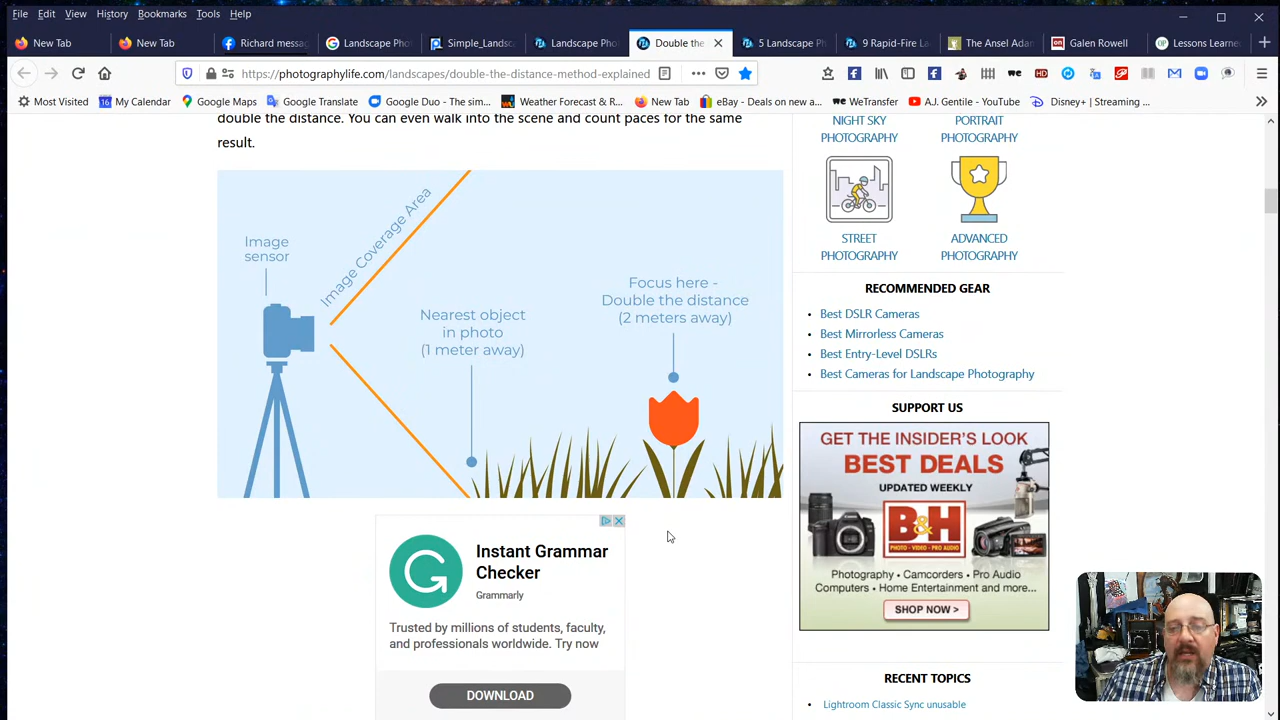 File Edit View History Bookmarks Tools Help
New Tab New Tab Richard messa Landscape Pho Simple_Landsc Landscape Pho Double the 5 Landscape Ph 9 Rapid-Fire La The Ansel Adan Galen Rowell Lessons Learne
https://photographylife.com/landscapes/double-the-distance-method-explained
Most Visited 16 My Calendar Google Maps Google Translate Google Duo - The sim... Weather Forecast & R... New Tab eBay - Deals on new a... WeTransfer A.J. Gentile - YouTube Disney+ | Streaming ...
double the distance. You can even walk into the scene and count paces for the same
result.
Image
sensor
Image Coverage Area
Nearest object
in photo
(1 meter away)
Focus here -
Double the distance
(2 meters away)
Instant Grammar
Checker
Grammarly
Trusted by millions of students, faculty,
and professionals worldwide. Try now
DOWNLOAD
NIGHT SKY
PHOTOGRAPHY
PORTRAIT
PHOTOGRAPHY
STREET
PHOTOGRAPHY
ADVANCED
PHOTOGRAPHY
RECOMMENDED GEAR
Best DSLR Cameras
Best Mirrorless Cameras
Best Entry-Level DSLRs
Best Cameras for Landscape Photography
SUPPORT US
GET THE INSIDER'S LOOK
BEST DEALS
UPDATED WEEKLY
B&H
PHOTO - VIDEO - PRO AUDIO
Photography • Camcorders • Pro Audio
Computers • Home Entertainment and more...
SHOP NOW >
RECENT TOPICS
Lightroom Classic Sync unusable